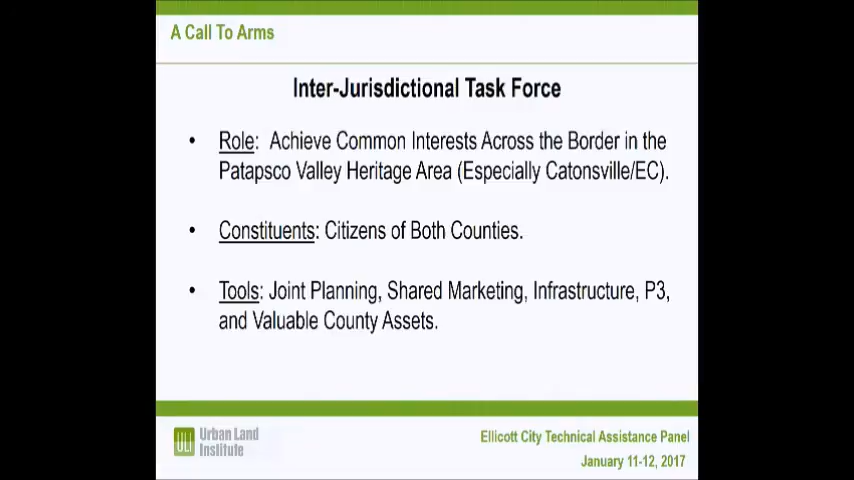 A Call To Arms
Inter-Jurisdictional Task Force
• Role: Achieve Common Interests Across the Border in the
Patapsco Valley Heritage Area (Especially Catonsville/EC).
• Constituents: Citizens of Both Counties.
• Tools: Joint Planning, Shared Marketing, Infrastructure, P3,
and Valuable County Assets.
ULI
Urban Land
Institute
Ellicott City Technical Assistance Panel
January 11-12, 2017